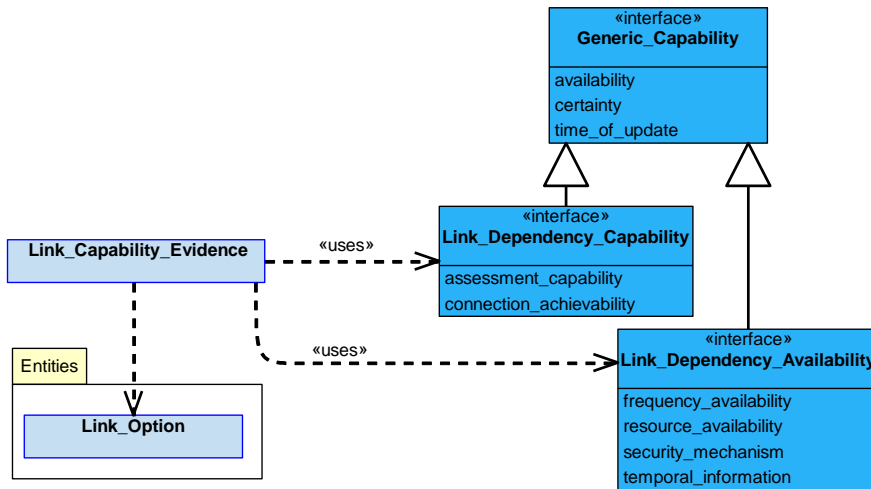 «interface»
Generic_Capability
availability
certainty
time_of_update
«interface»
Link_Dependency_Capability
assessment_capability
connection_achievability
Link_Capability_Evidence
«uses»
«uses»
«interface»
Link_Dependency_Availability
frequency_availability
resource_availability
security_mechanism
temporal_information
Entities
Link_Option